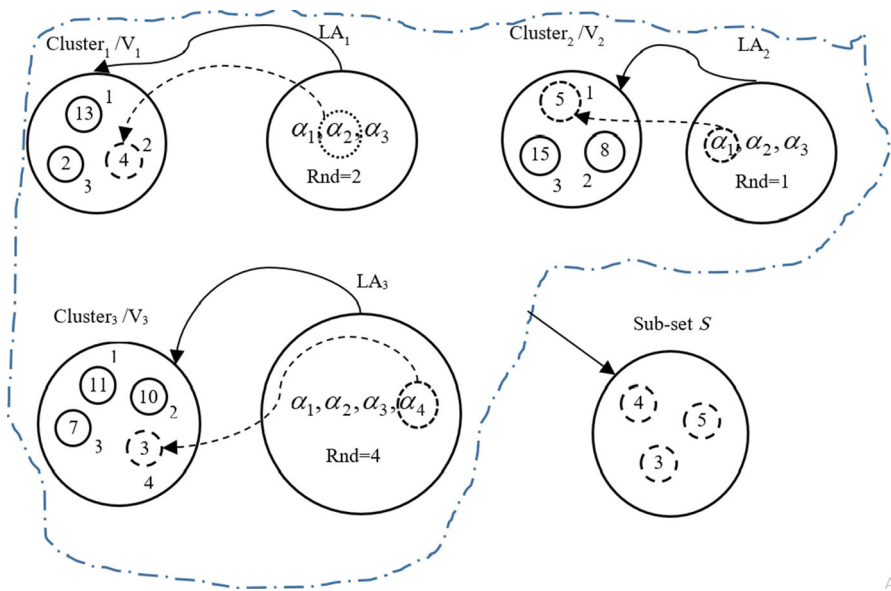 Cluster₁ /V₁
LA₁
13 1
4 2
2 3
α₁, α₂, α₃
Rnd=2
Cluster₂ /V₂
LA₂
5 1
15 3
8 2
α₁, α₂, α₃
Rnd=1
Cluster₃ /V₃
LA₃
1
11
10 2
7 3
3 4
α₁, α₂, α₃, α₄
Rnd=4
Sub-set S
4
5
3
A